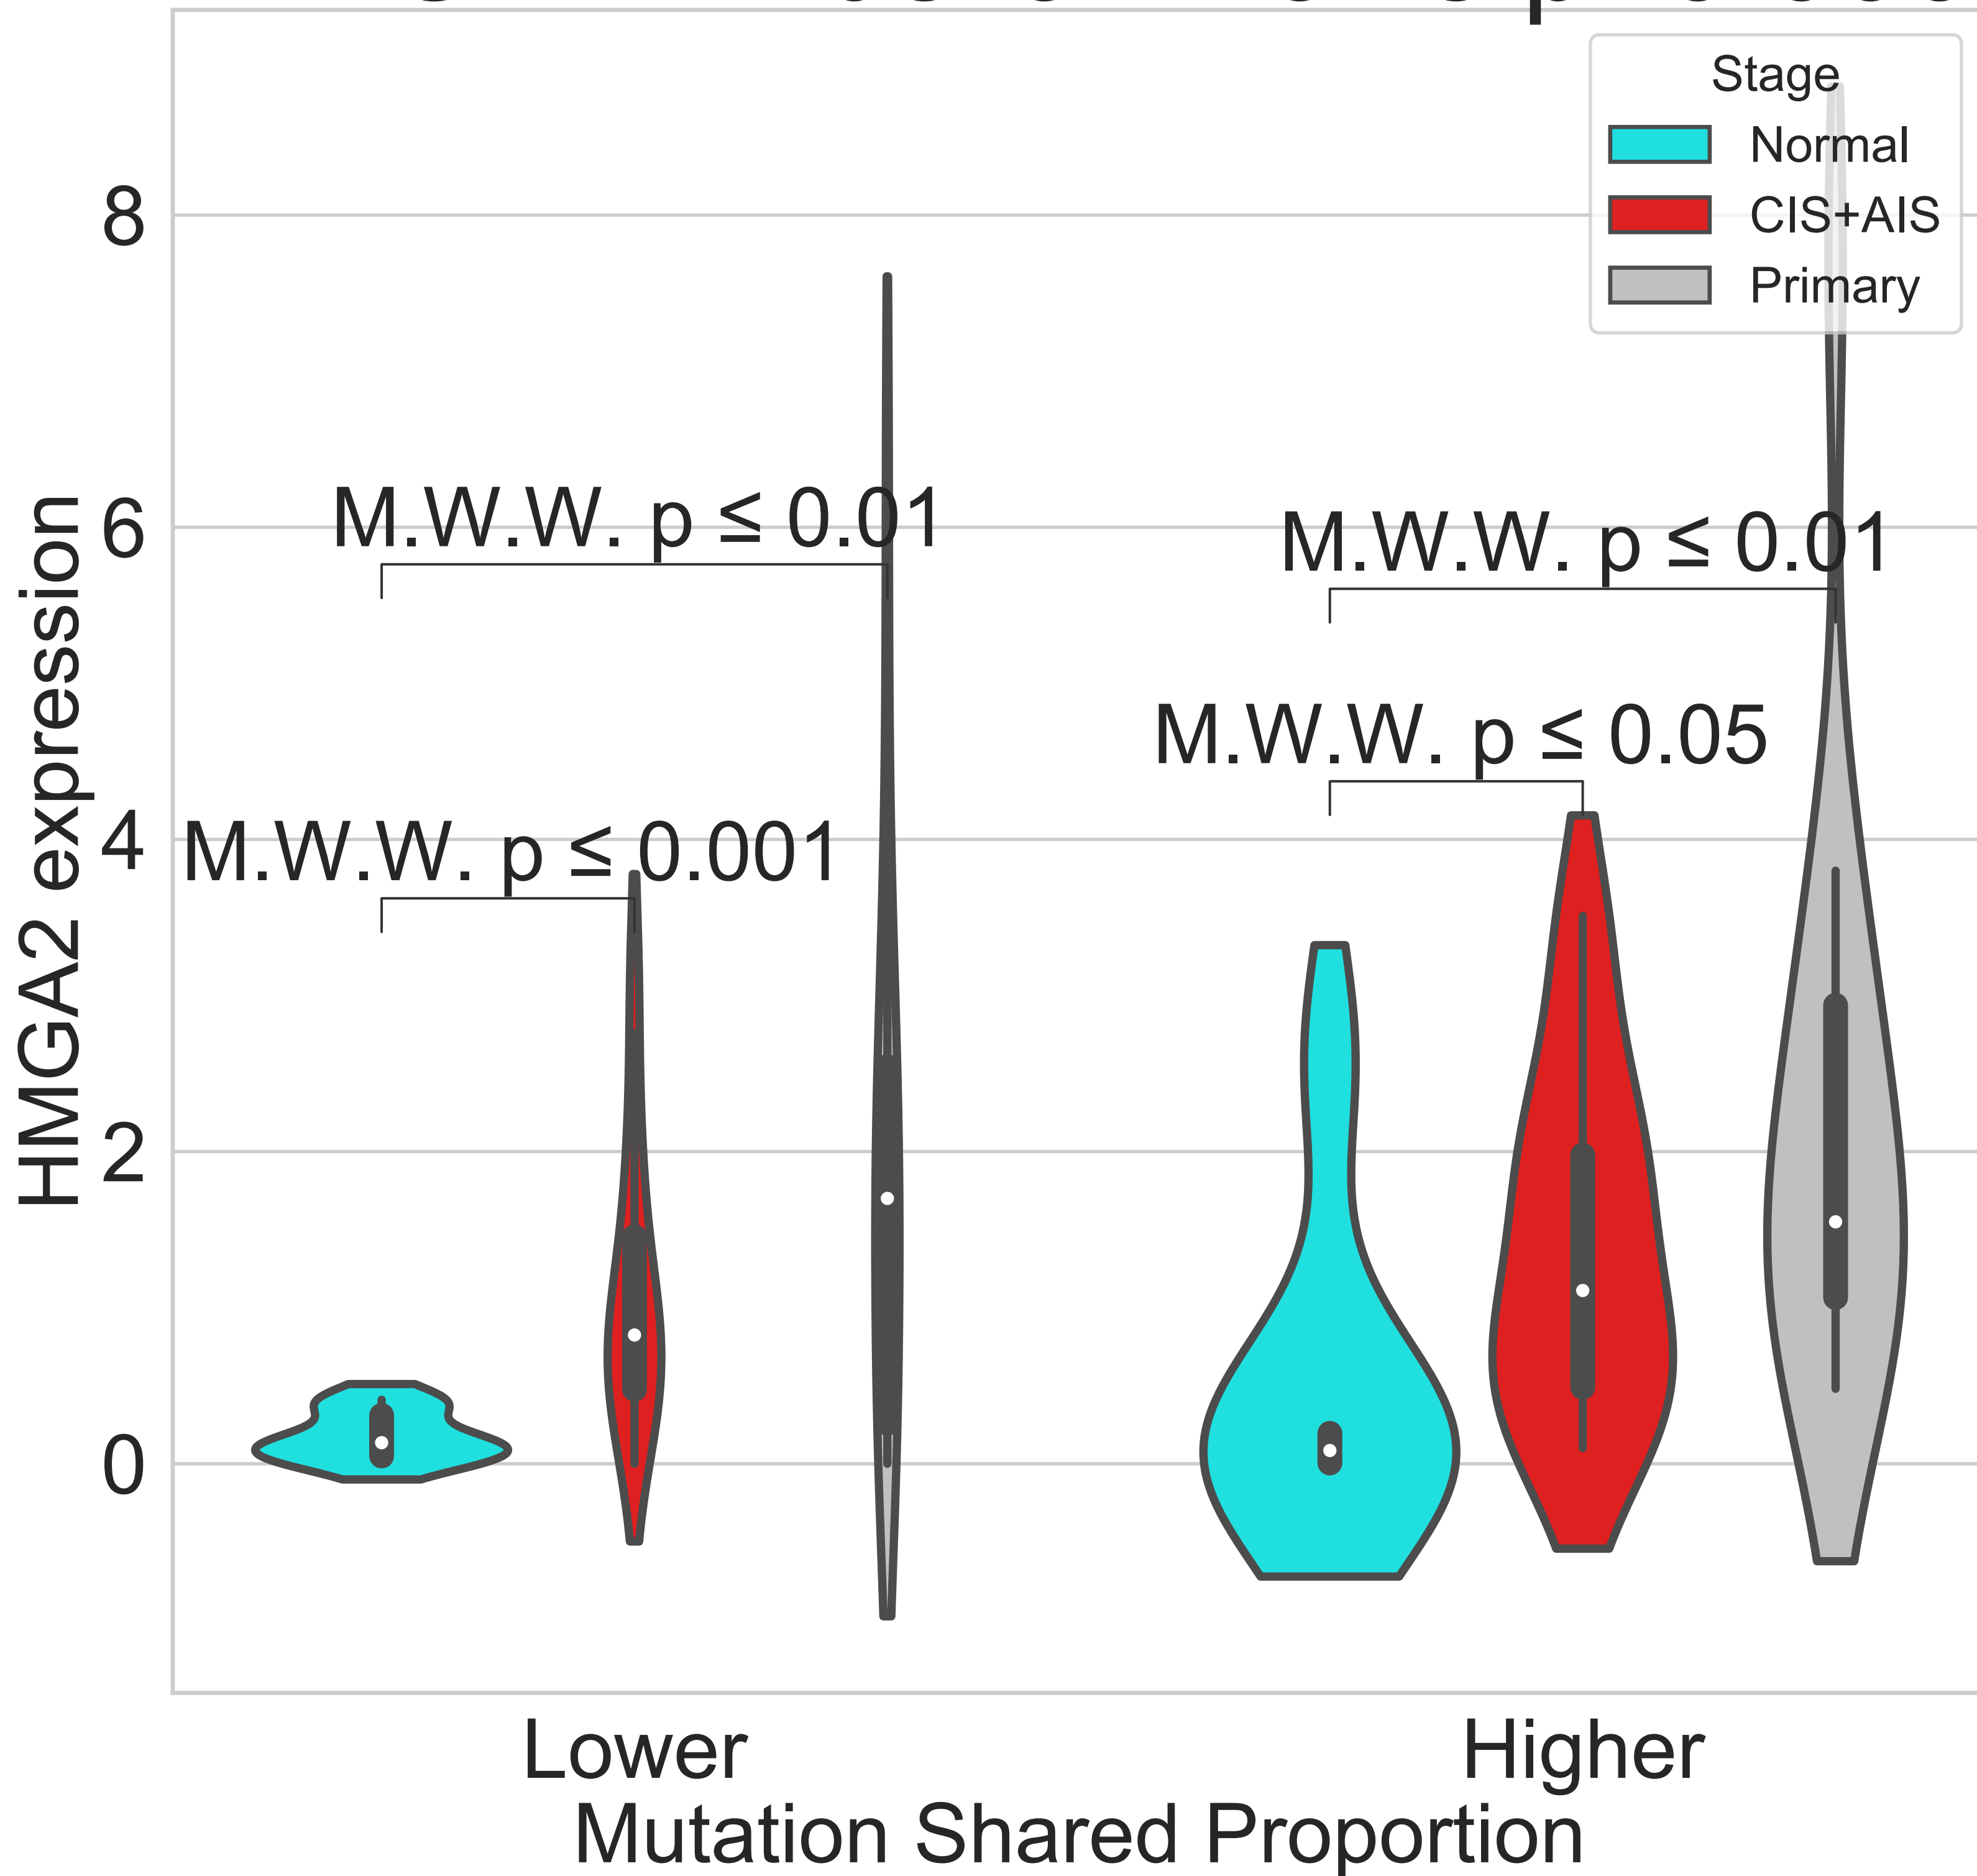 Stage
Normal
CIS+AIS
Primary
8
6
4
2
0
HMGA2 expression
M.W.W. p ≤ 0.01
M.W.W. p ≤ 0.001
M.W.W. p ≤ 0.01
M.W.W. p ≤ 0.05
Lower
Higher
Mutation Shared Proportion